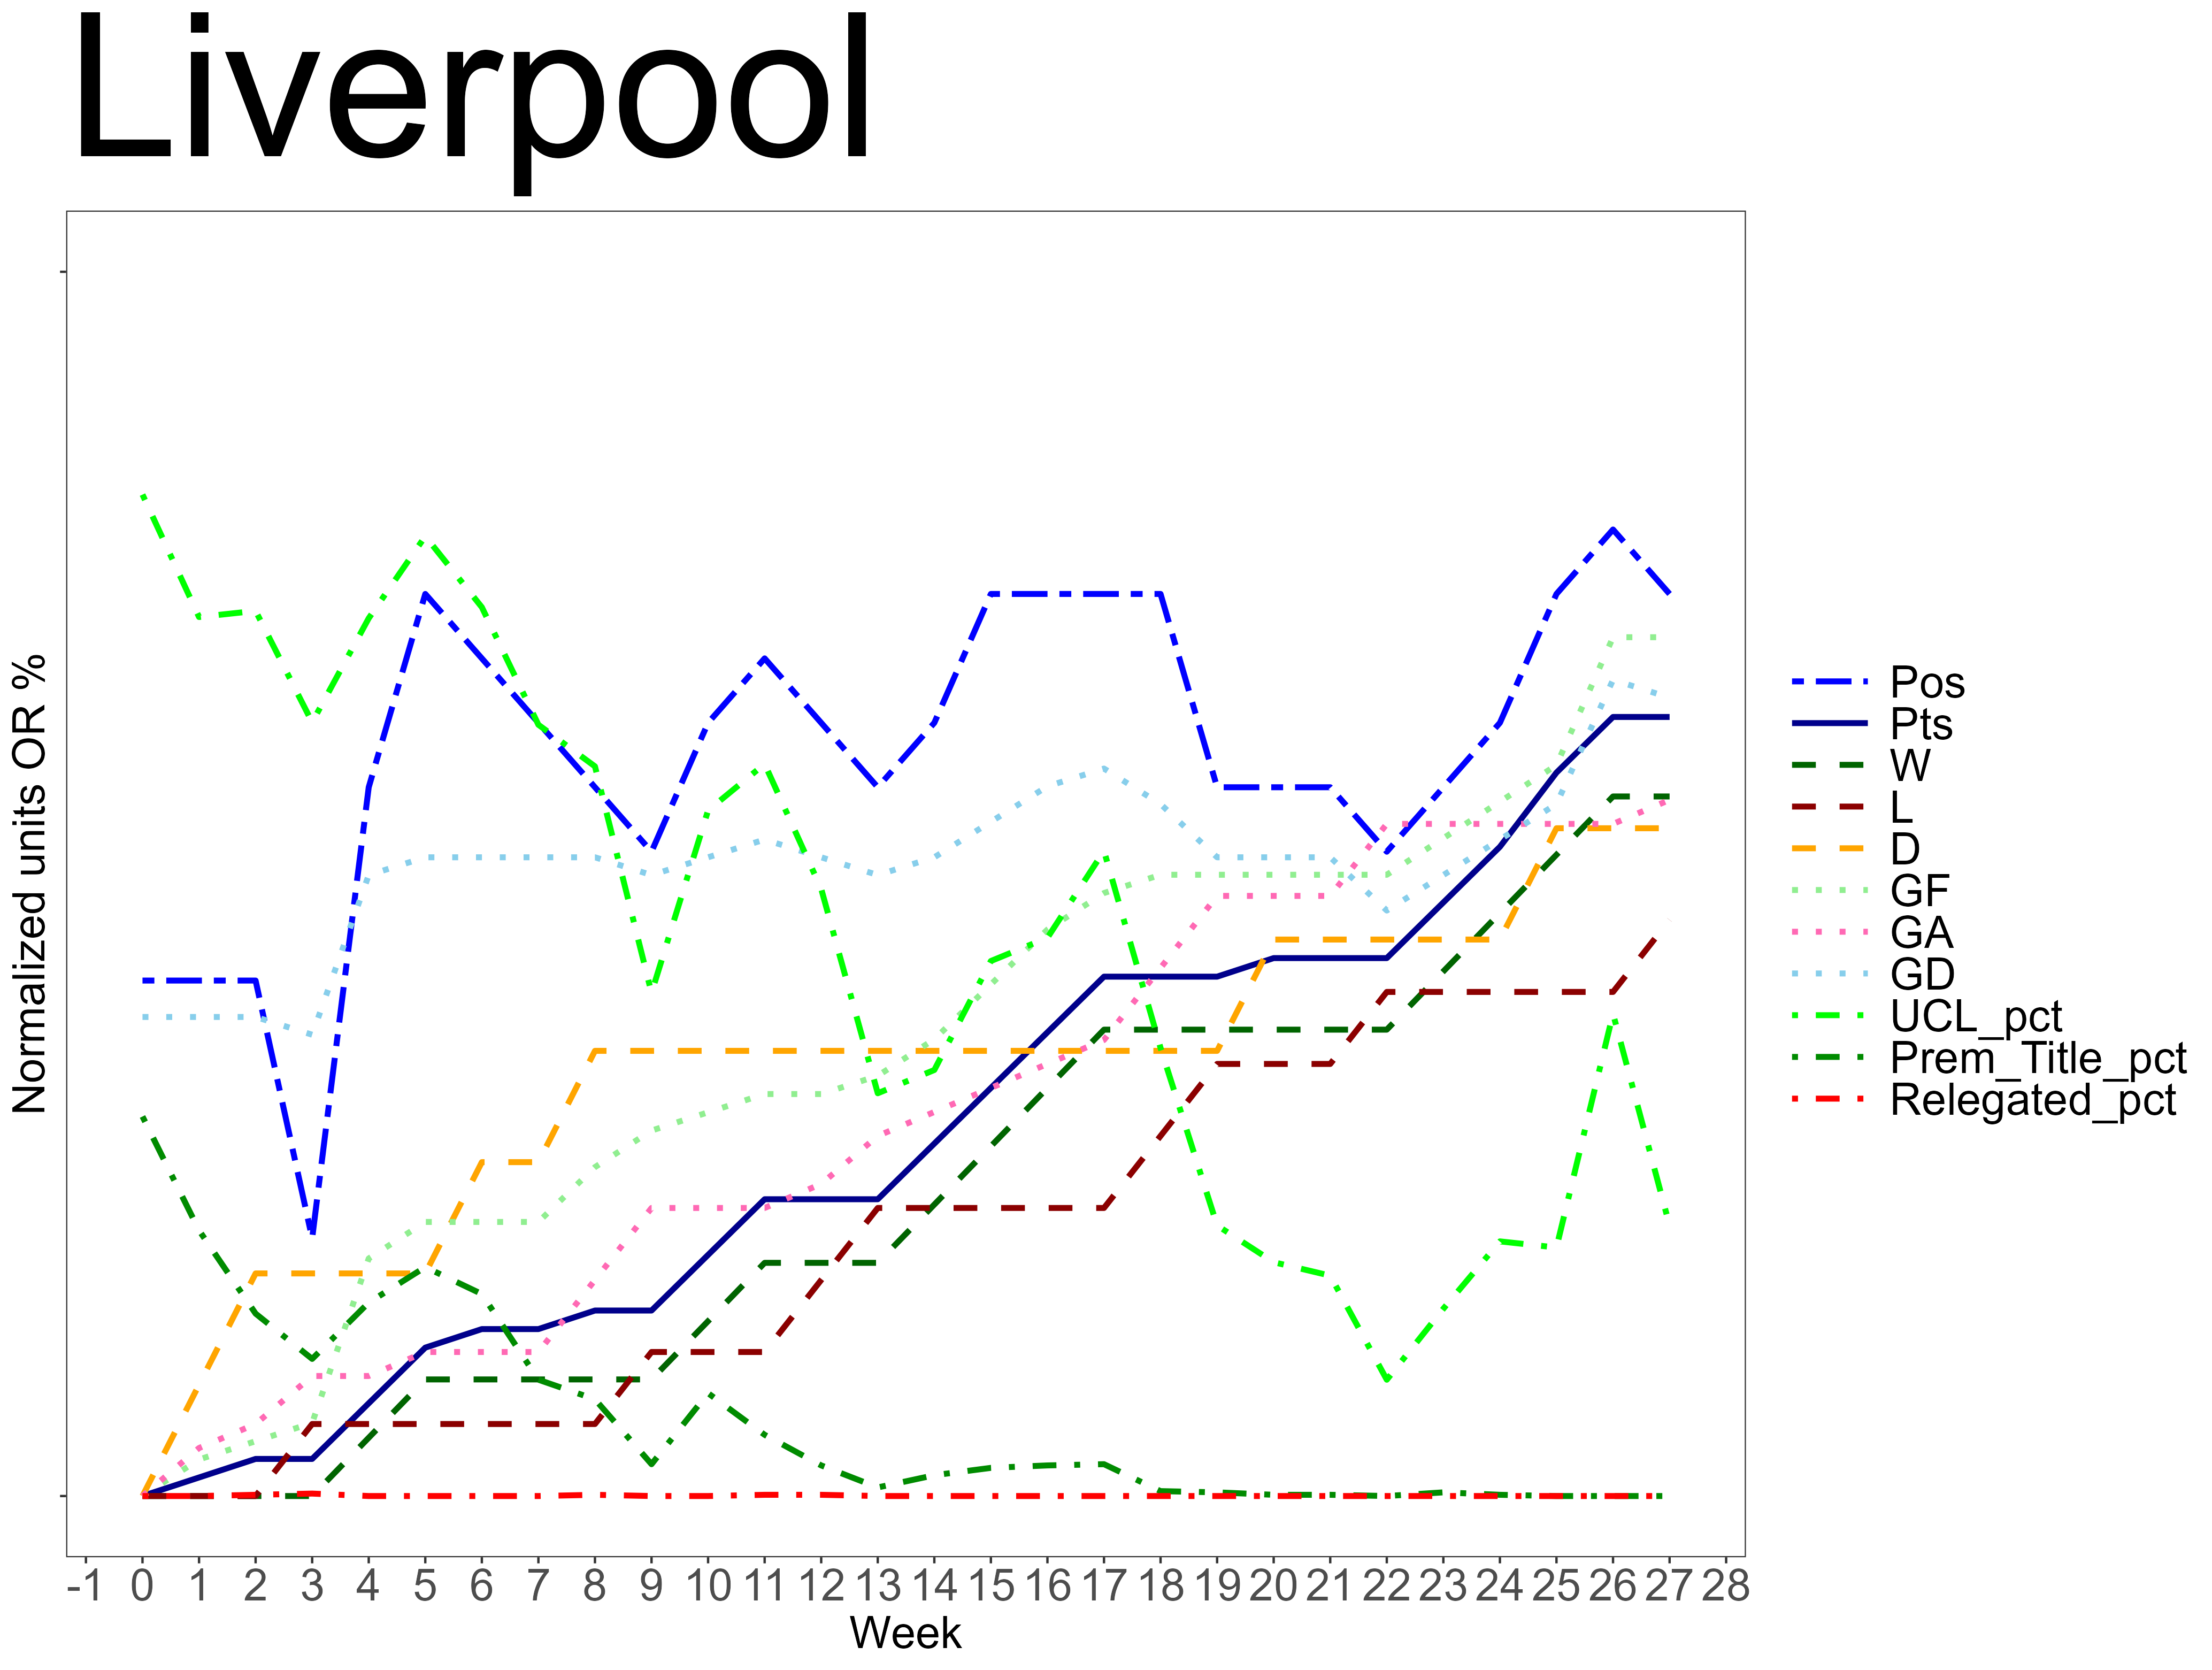 Liverpool
Normalized units OR %
-1 0 1 2 3 4 5 6 7 8 9 10 11 12 13 14 15 16 17 18 19 20 21 22 23 24 25 26 27 28
Week
Pos
Pts
W
L
D
GF
GA
GD
UCL_pct
Prem_Title_pct
Relegated_pct